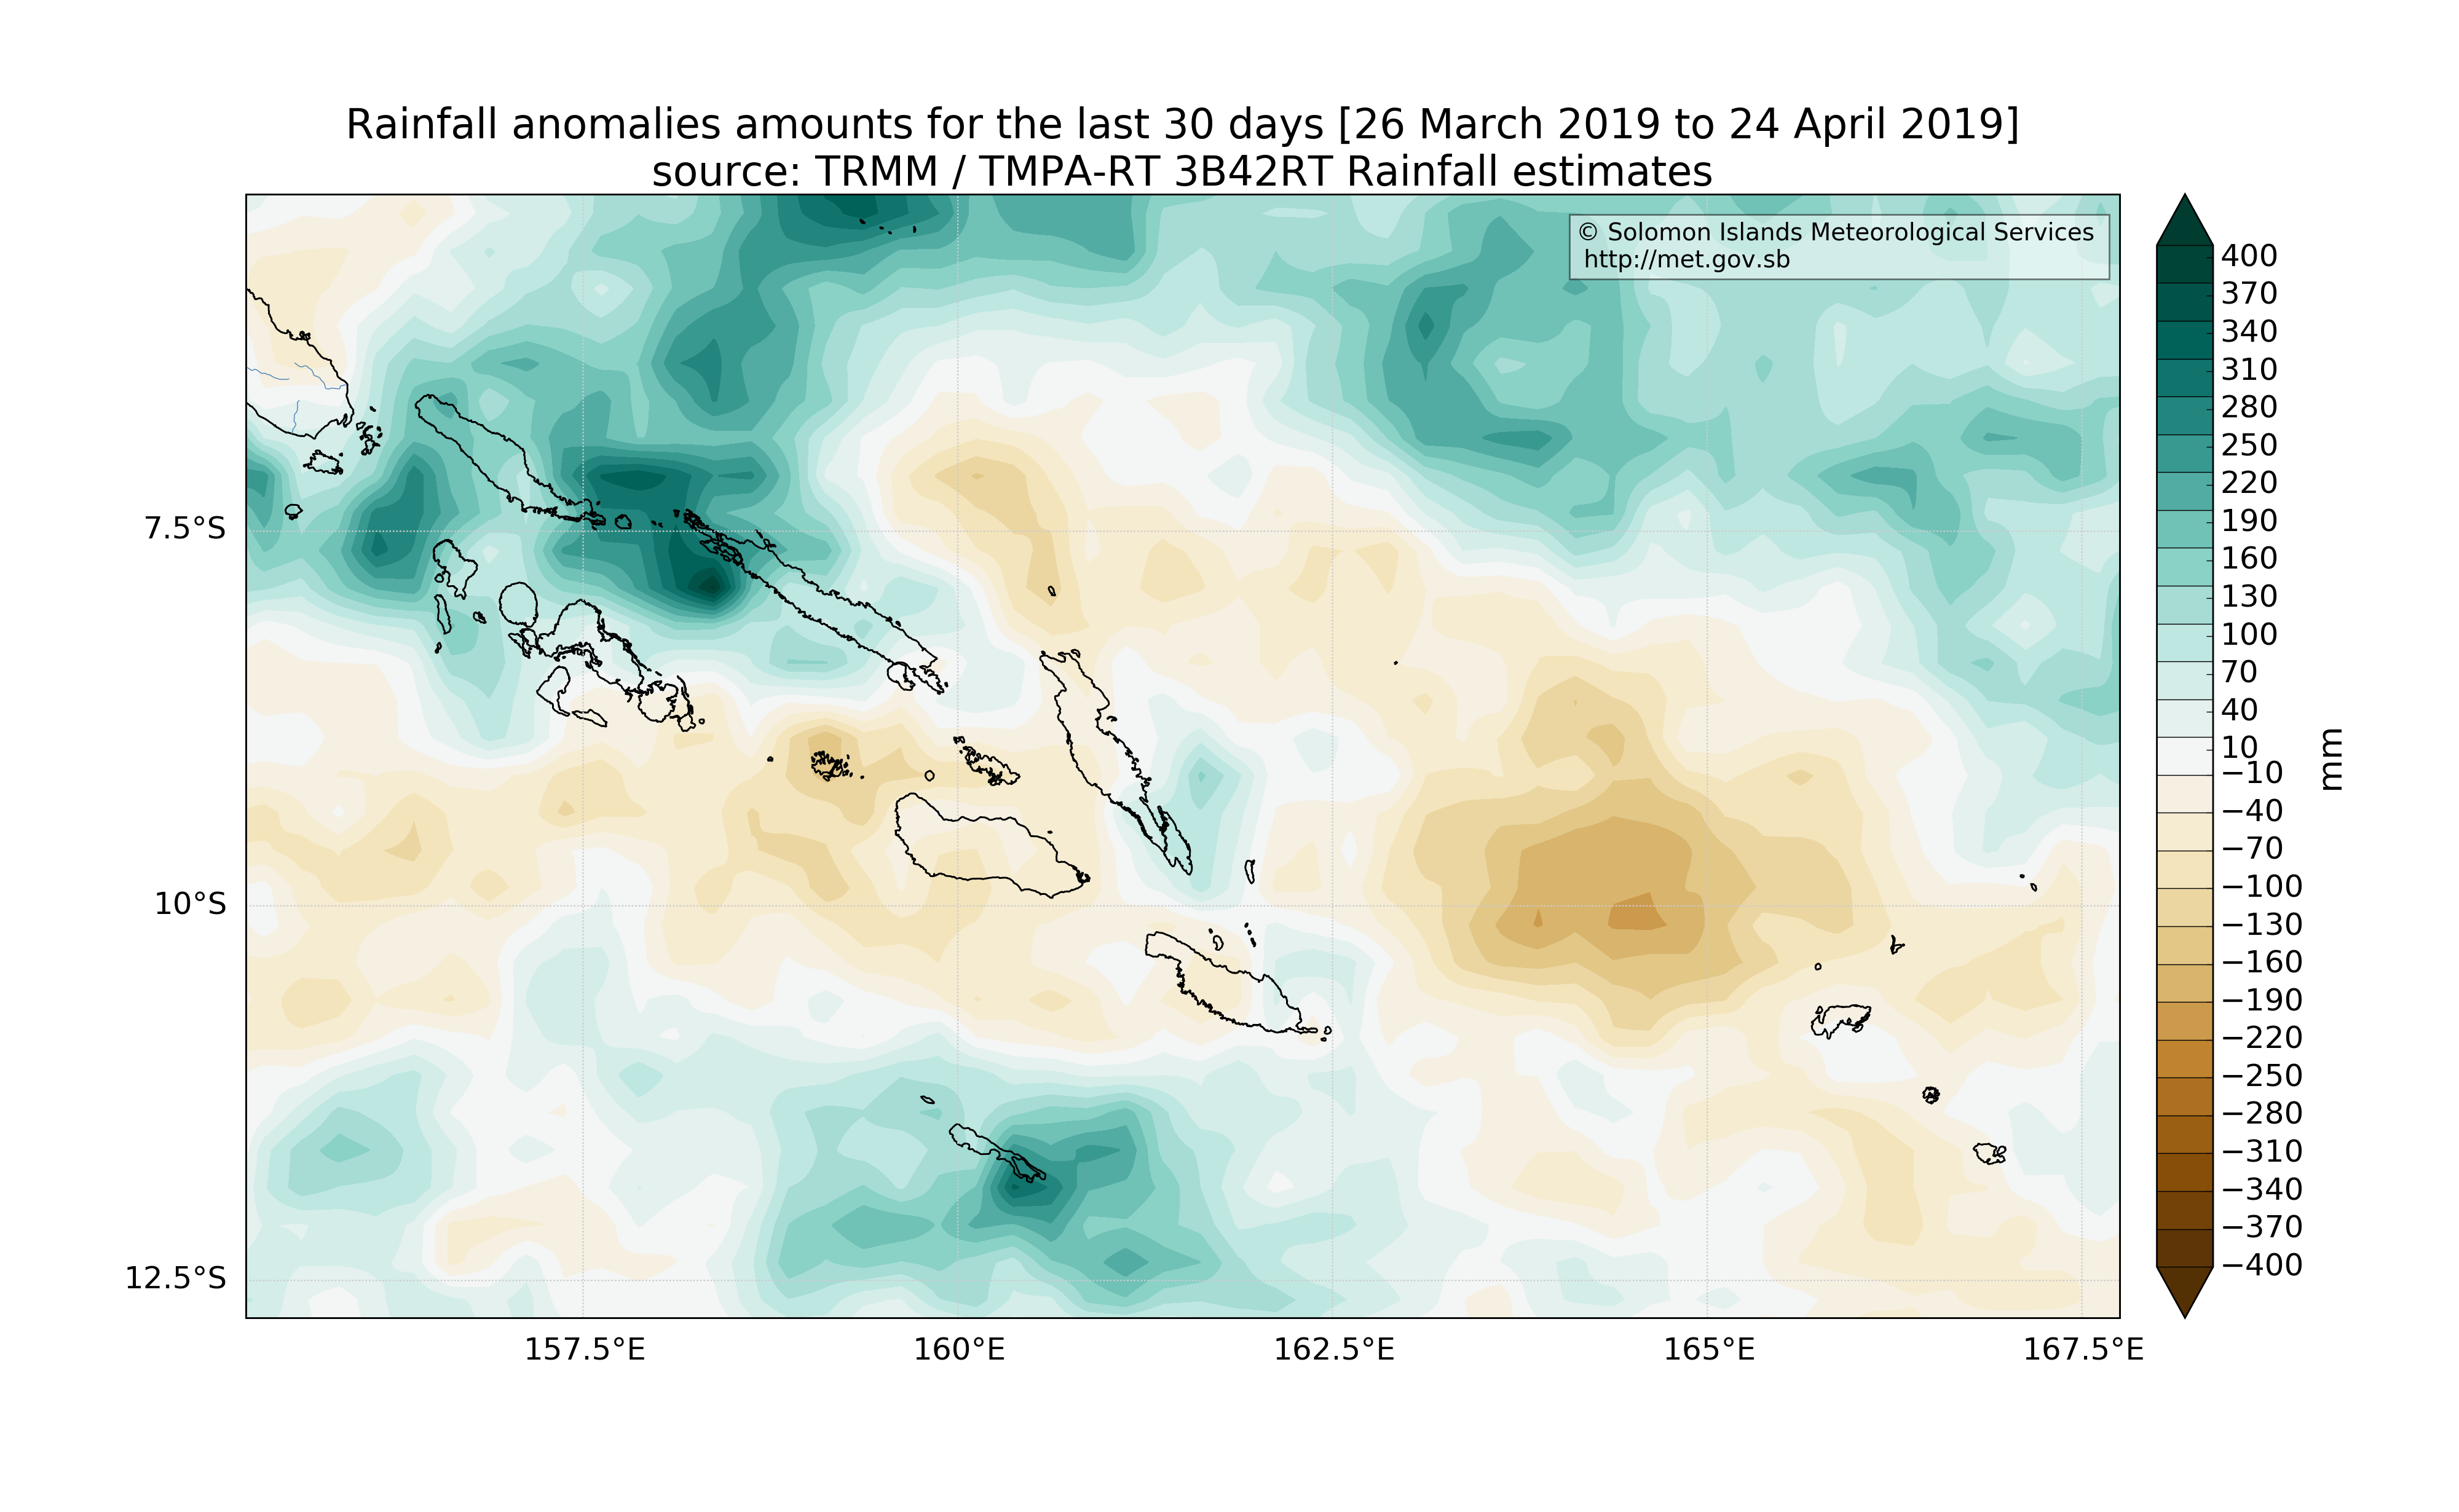 Rainfall anomalies amounts for the last 30 days [26 March 2019 to 24 April 2019]
source: TRMM / TMPA-RT 3B42RT Rainfall estimates
© Solomon Islands Meteorological Services
http://met.gov.sb
7.5°S
10°S
12.5°S
157.5°E
160°E
162.5°E
165°E
167.5°E
400
370
340
310
280
250
220
190
160
130
100
70
40
10
−10
−40
−70
−100
−130
−160
−190
−220
−250
−280
−310
−340
−370
−400
mm